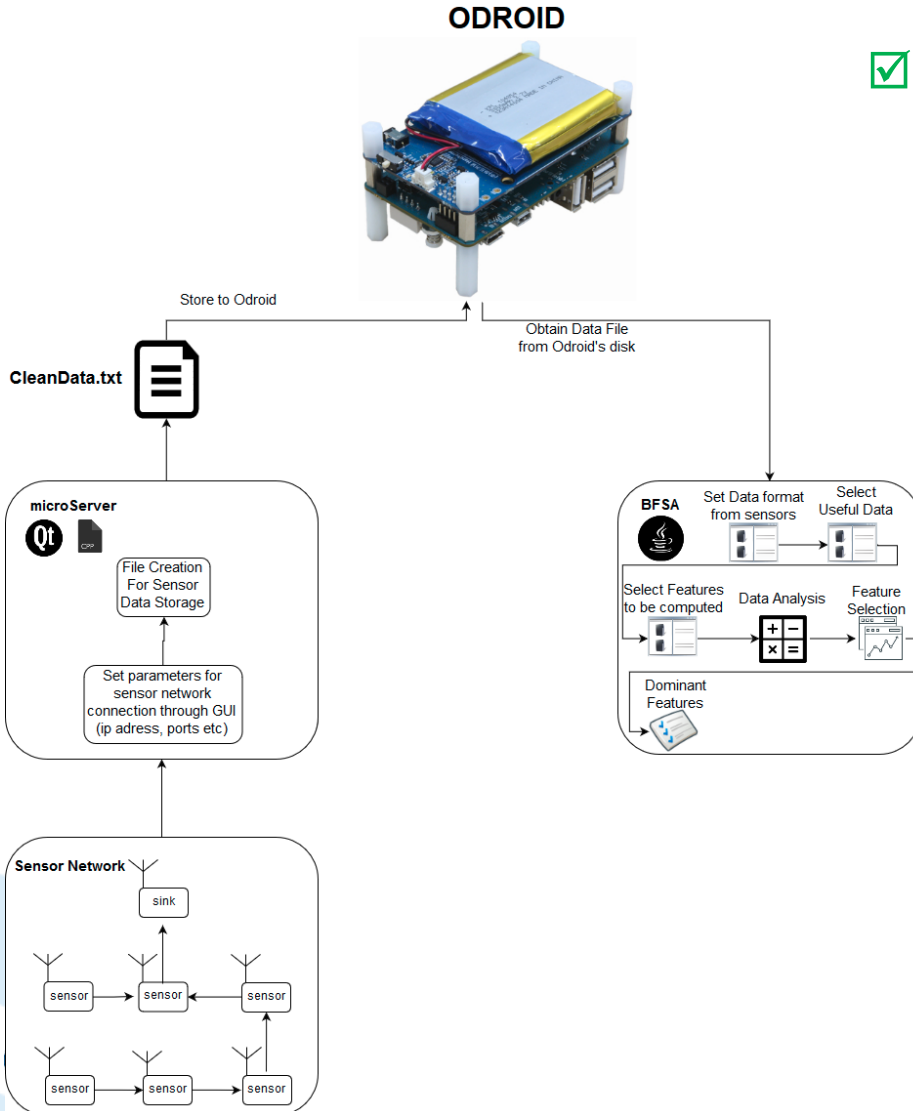 ODROID
Store to Odroid
Obtain Data File
from Odroid's disk
CleanData.txt
microServer
Qt
CPP
File Creation
For Sensor
Data Storage
Set parameters for
sensor network
connection through GUI
(ip adress, ports etc)
BFSA
Set Data format
from sensors
Select
Useful Data
Select Features
to be computed
Data Analysis
Feature
Selection
Dominant
Features
Sensor Network
sink
sensor
sensor
sensor
sensor
sensor
sensor